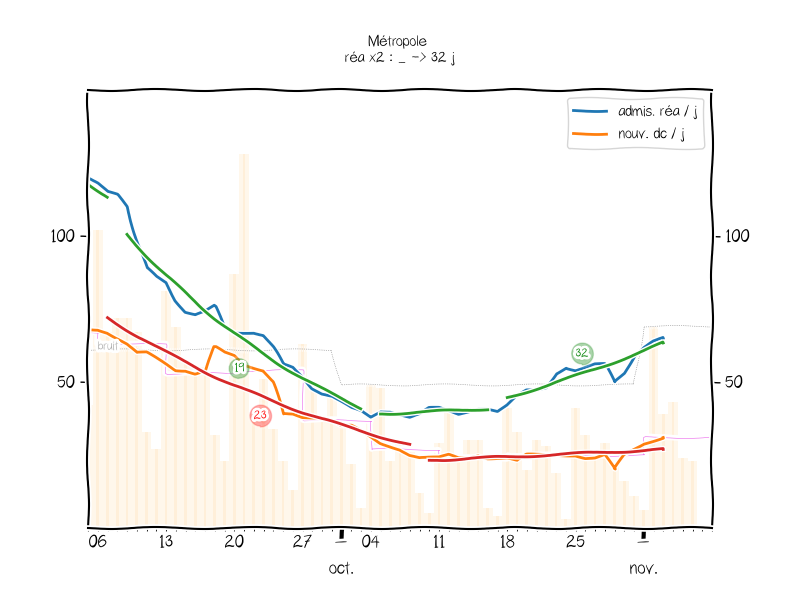 Métropole
réa x2 : _ -> 32 j
admis. réa / j
nouv. dc / j
100
100
bruit
32
19
50
50
23
06
13
20
27
04
11
18
25
oct.
nov.